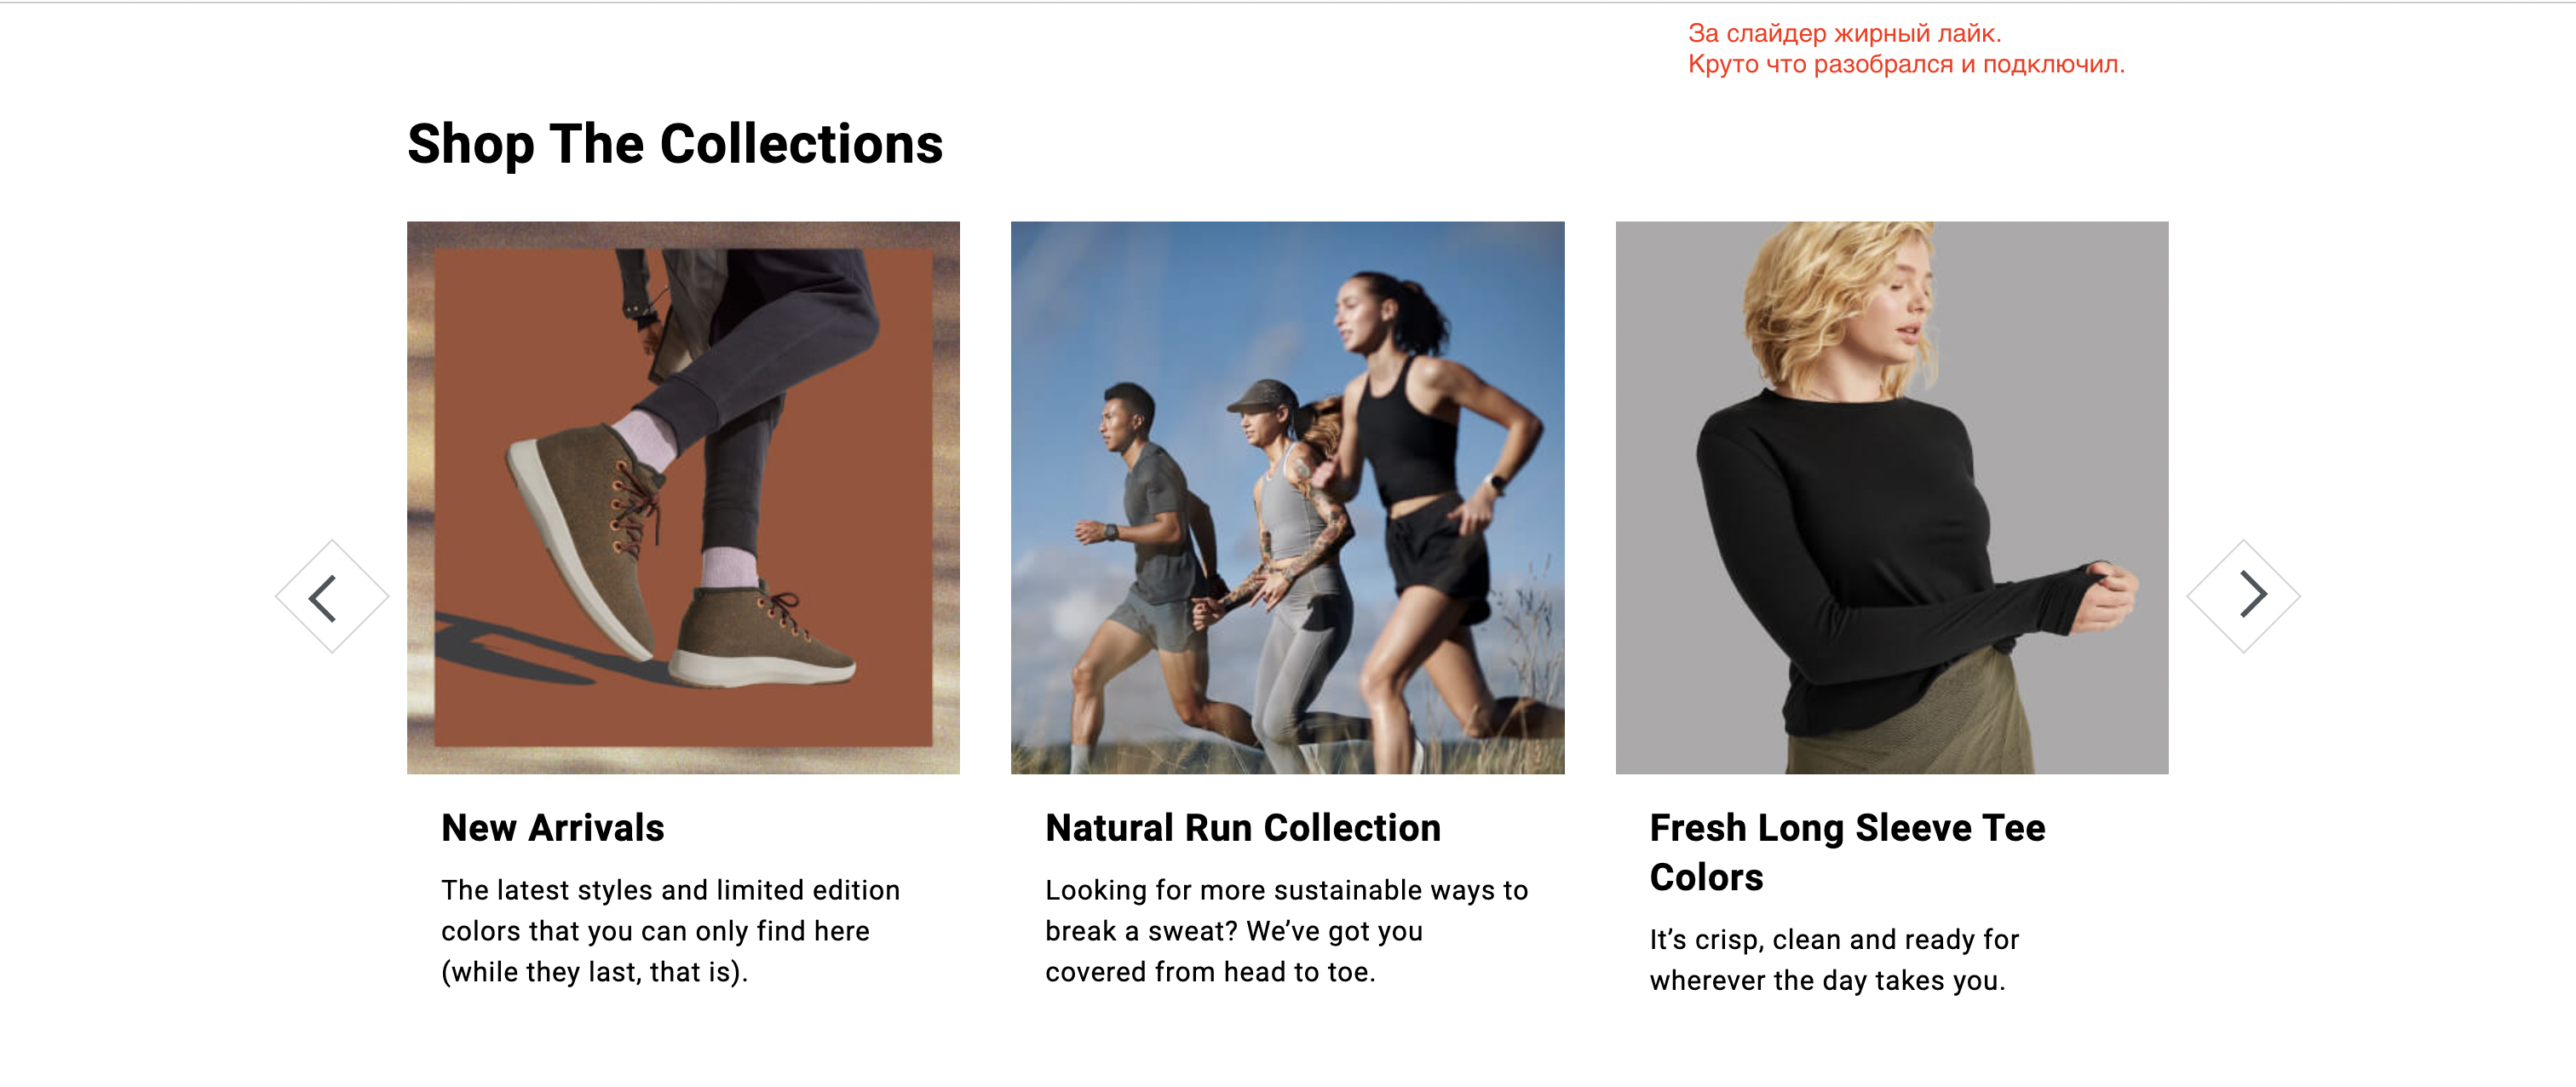 За слайдер жирный лайк.
Круто что разобрался и подключил.
Shop The Collections
New Arrivals
The latest styles and limited edition
colors that you can only find here
(while they last, that is).
Natural Run Collection
Looking for more sustainable ways to
break a sweat? We’ve got you
covered from head to toe.
Fresh Long Sleeve Tee
Colors
It’s crisp, clean and ready for
wherever the day takes you.